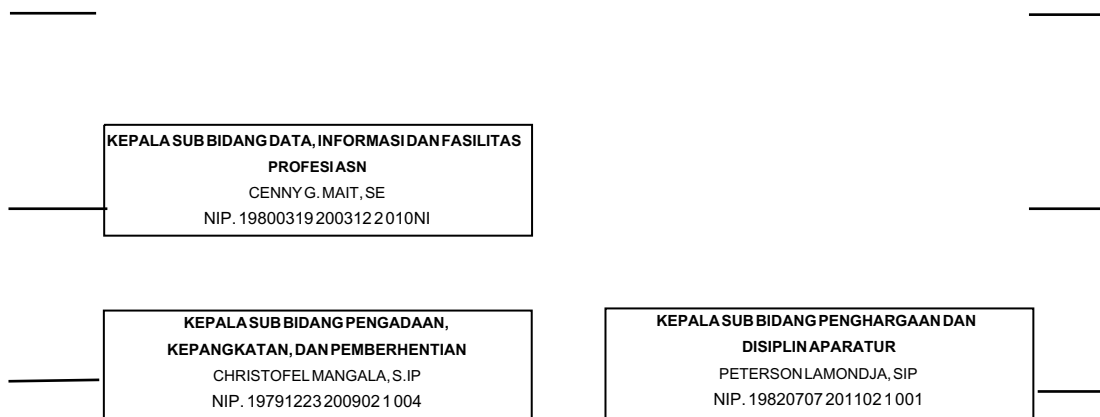 KEPALA SUB BIDANG DATA, INFORMASI DAN FASILITAS
PROFESI ASN
CENNY G. MAIT, SE
NIP. 19800319 200312 2 010NI
KEPALA SUB BIDANG PENGADAAN,
KEPANGKATAN, DAN PEMBERHENTIAN
CHRISTOFEL MANGALA, S.IP
NIP. 19791223 200902 1 004
KEPALA SUB BIDANG PENGHARGAAN DAN
DISIPLIN APARATUR
PETERSON LAMONDJA, SIP
NIP. 19820707 201102 1 001